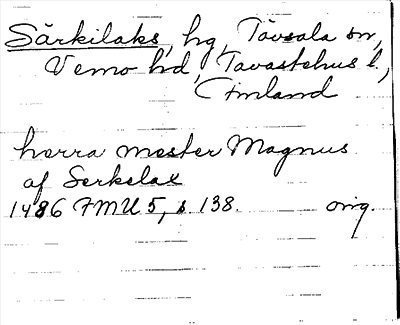 Särkilaks, hg, Tövsala sn,
Vemo hd, Tavastehus l.,
Finland
herra mester Magnus
af Serkelax
1486 FMU 5, s 138. orig.